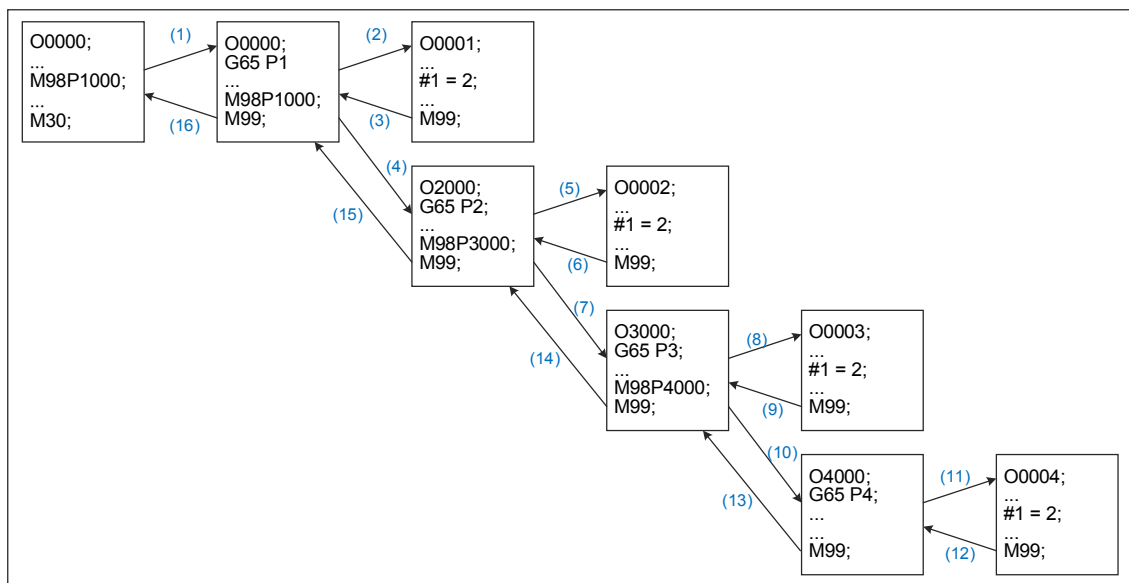 O0000;
...
M98P1000;
...
M30;
(1)
(16)
O0000;
G65 P1
...
M98P1000;
M99;
(2)
(3)
O0001;
...
#1 = 2;
...
M99;
(4)
(15)
O2000;
G65 P2;
...
M98P3000;
M99;
(5)
(6)
O0002;
...
#1 = 2;
...
M99;
(7)
(14)
O3000;
G65 P3;
...
M98P4000;
M99;
(8)
(9)
O0003;
...
#1 = 2;
...
M99;
(10)
(13)
O4000;
G65 P4;
...
...
M99;
(11)
(12)
O0004;
...
#1 = 2;
...
M99;